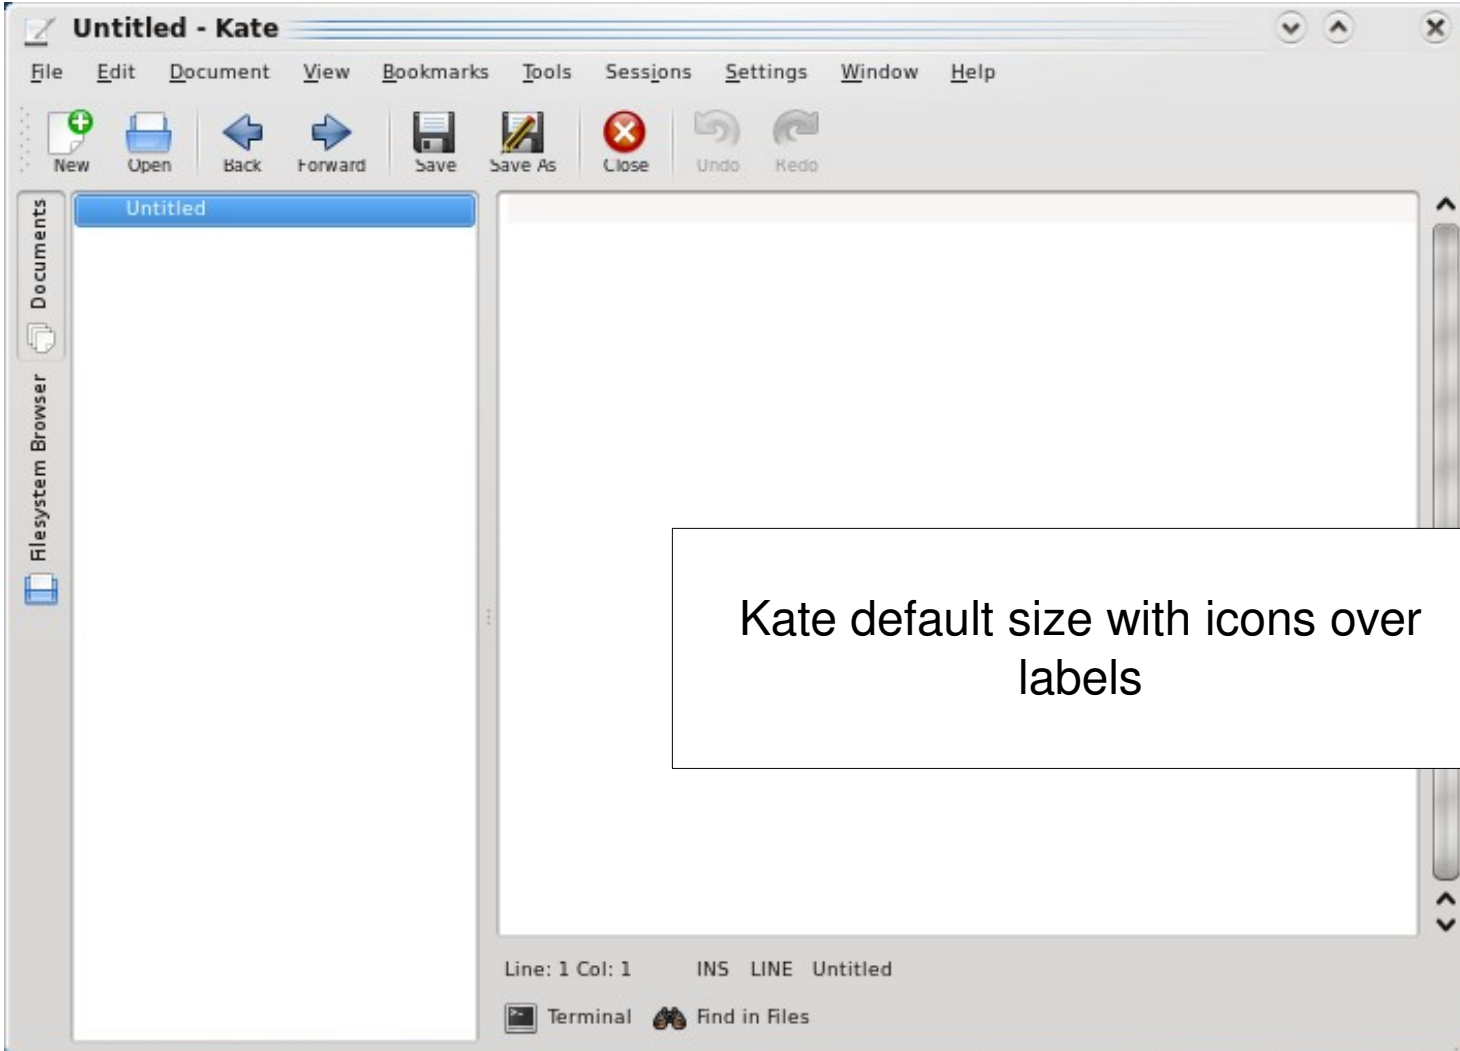 Untitled - Kate
File Edit Document View Bookmarks Tools Sessions Settings Window Help
New Open Back Forward Save Save As Close Undo Redo
Documents
Untitled
Filesystem Browser
Kate default size with icons over
labels
Line: 1 Col: 1 INS LINE Untitled
Terminal Find in Files